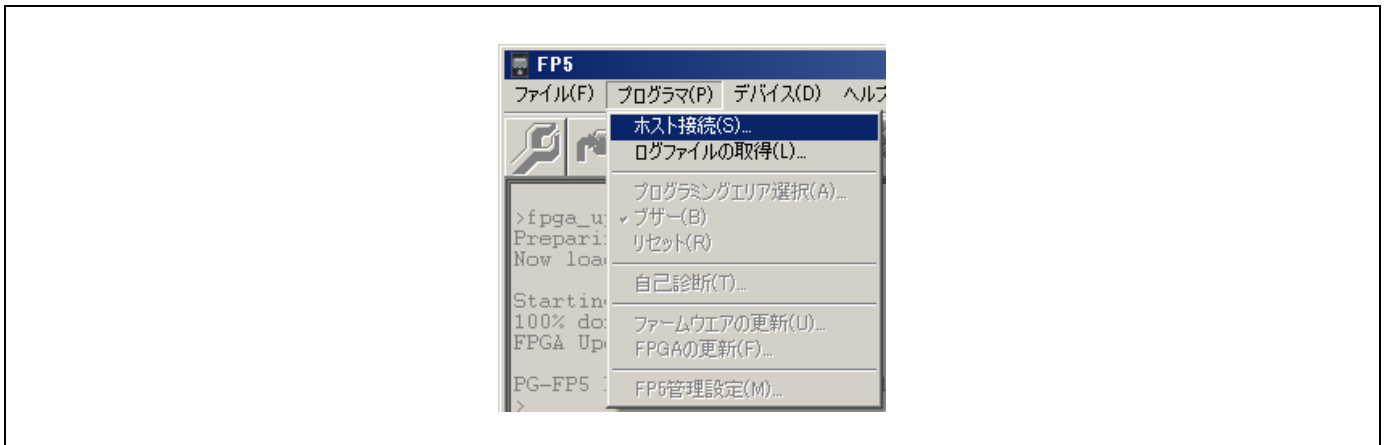 FP5
ファイル(F) プログラマ(P) デバイス(D) ヘルプ
ホスト接続(S)...
ログファイルの取得(L)...
プログラミングエリア選択(A)...
ブザー(B)
リセット(R)
自己診断(T)...
ファームウエアの更新(U)...
FPGAの更新(F)...
FP5管理設定(M)...
>fpga_u
Prepari
Now loa
Startin
100% do
FPGA Up
PG-FP5
>